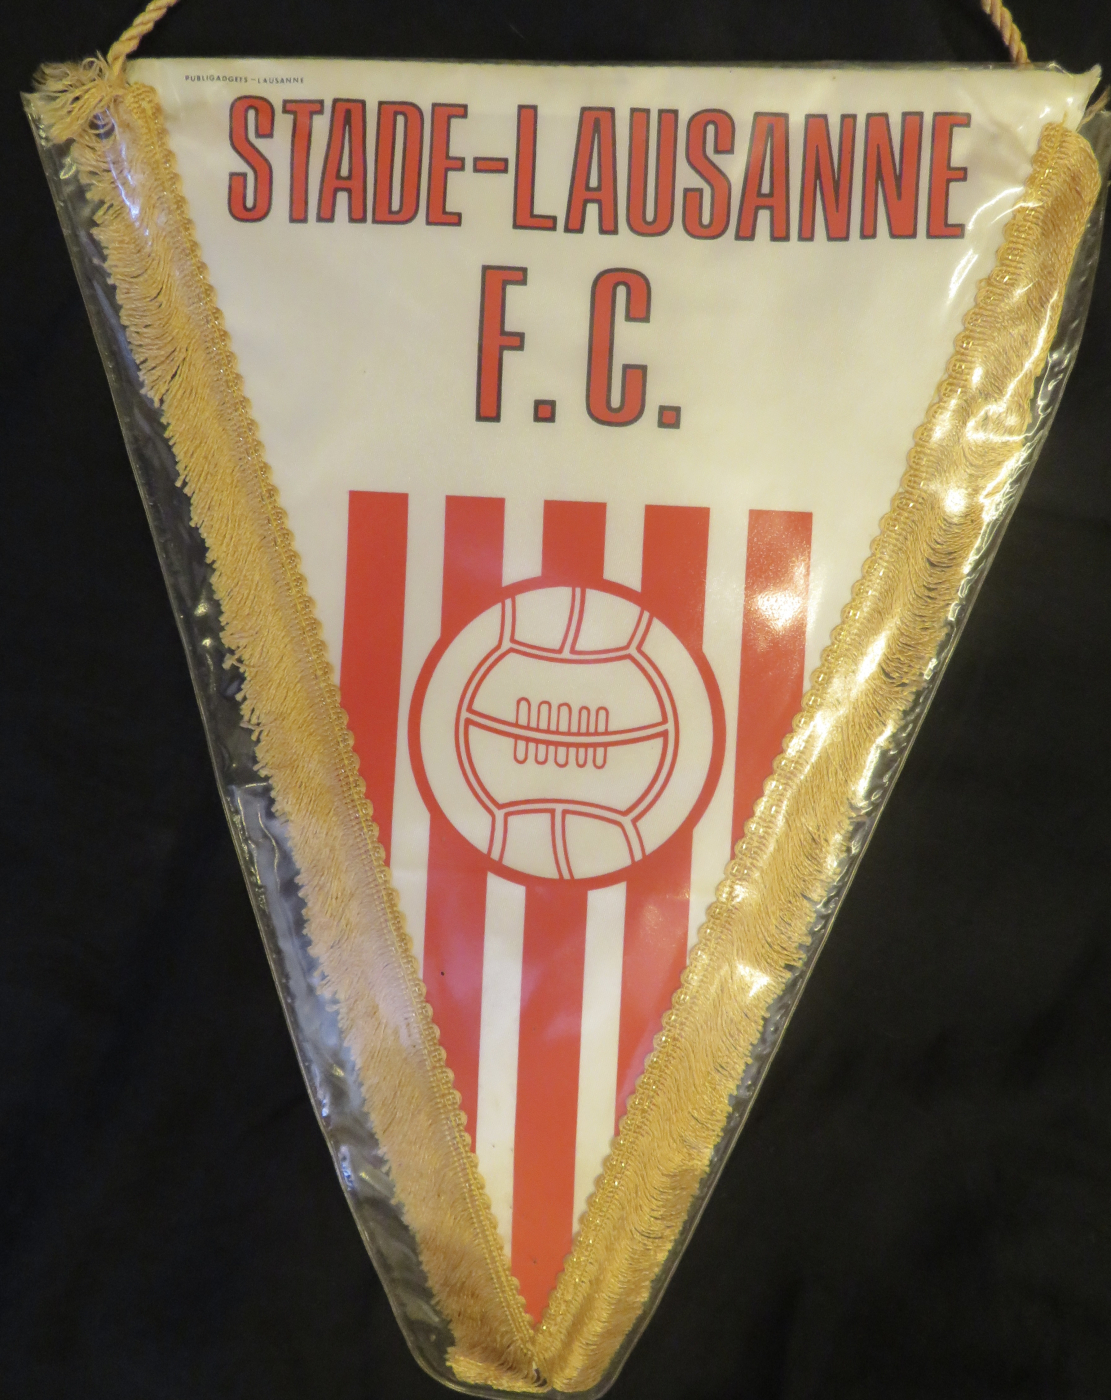 PUBLIGADGETS - LAUSANNE
STADE-LAUSANNE
F.C.